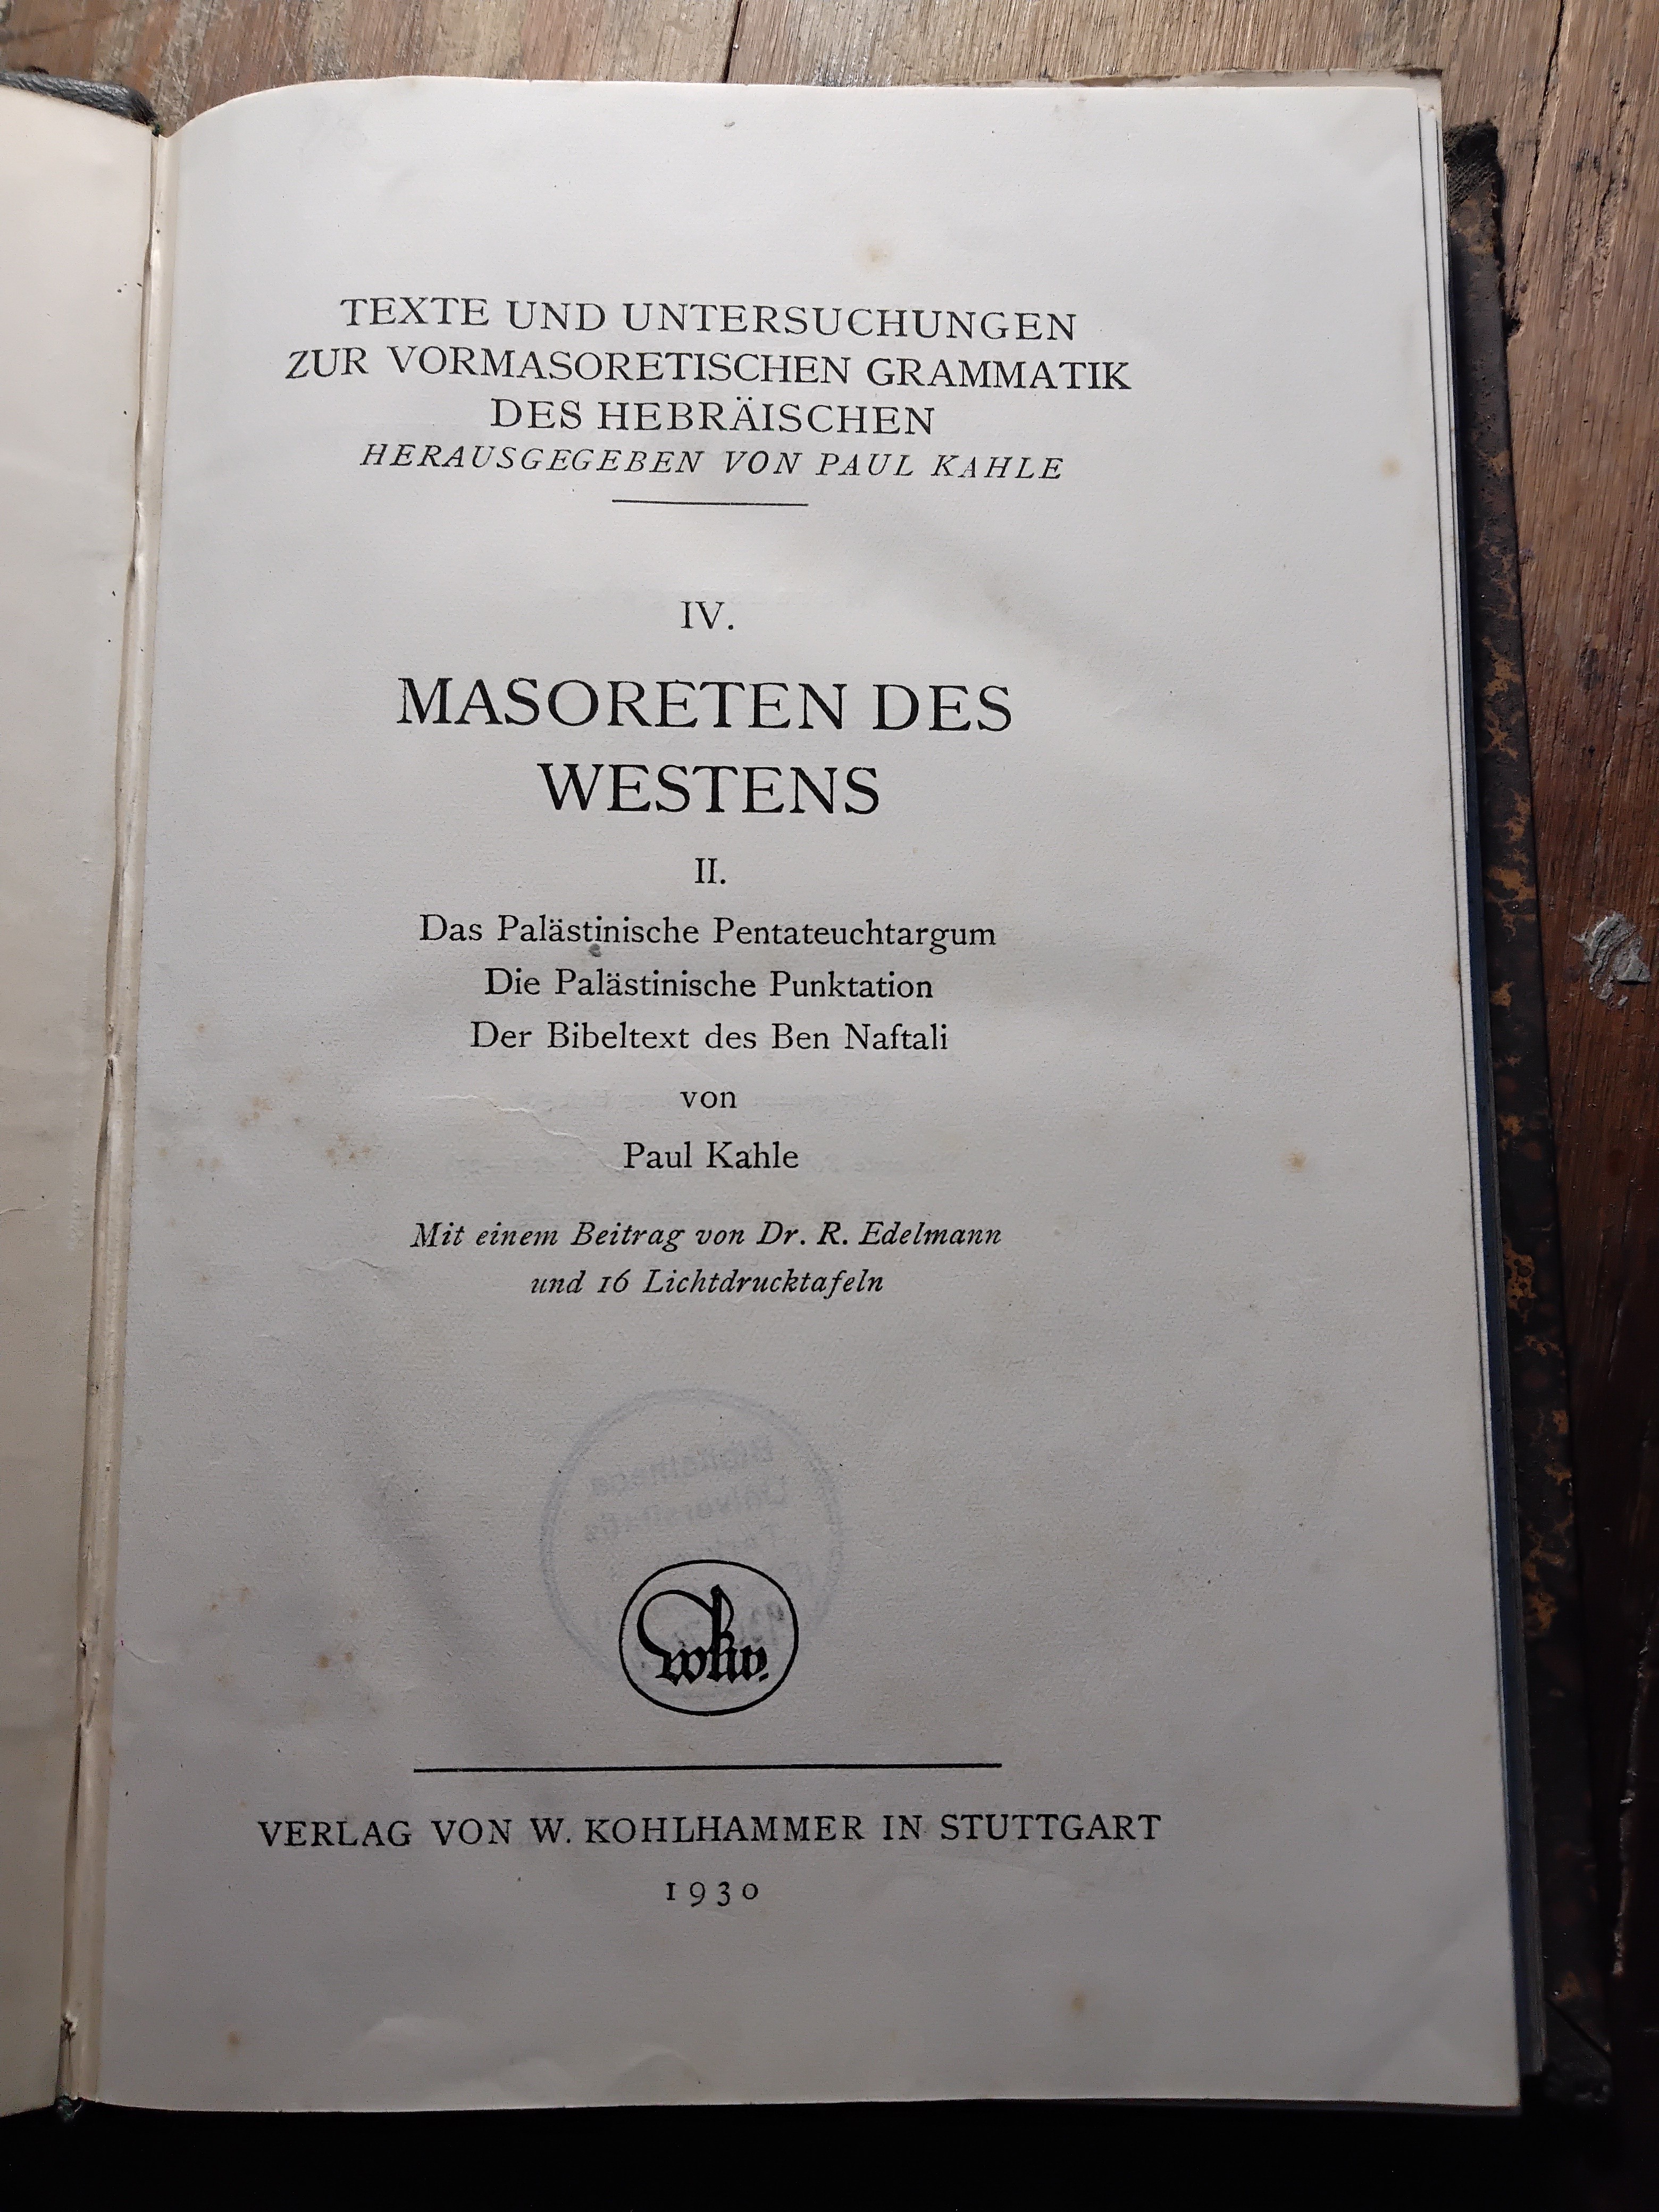 TEXTE UND UNTERSUCHUNGEN
ZUR VORMASORETISCHEN GRAMMATIK
DES HEBRÄISCHEN
HERAUSGEGEBEN VON PAUL KAHLE
IV.
MASORETEN DES
WESTENS
II.
Das Palästinische Pentateuchtargum
Die Palästinische Punktation
Der Bibeltext des Ben Naftali
von
Paul Kahle
Mit einem Beitrag von Dr. R. Edelmann
und 16 Lichtdrucktafeln
wkv.
VERLAG VON W. KOHLHAMMER IN STUTTGART
1930